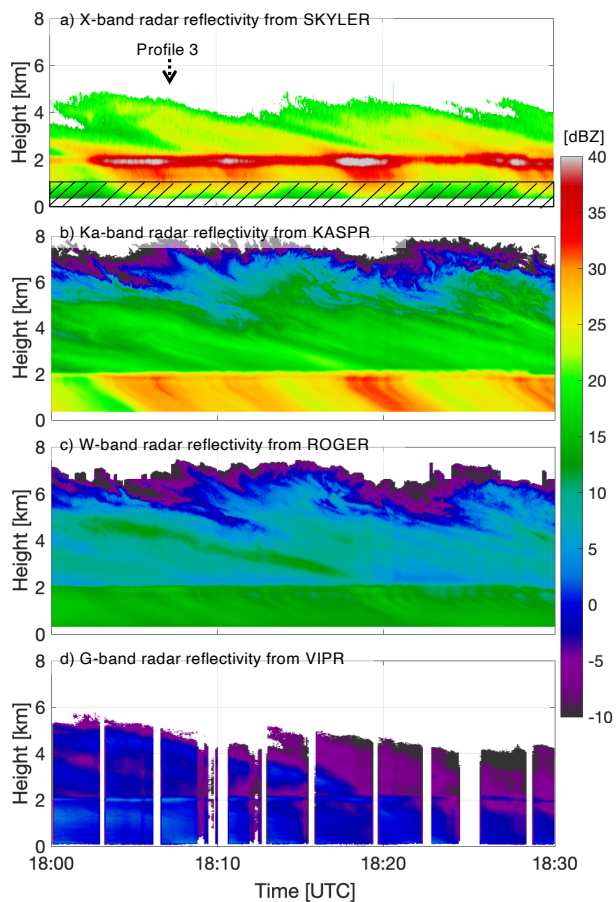 a) X-band radar reflectivity from SKYLER
Profile 3
8
6
4
2
0
Height [km]
b) Ka-band radar reflectivity from KASPR
8
6
4
2
0
Height [km]
c) W-band radar reflectivity from ROGER
8
6
4
2
0
Height [km]
d) G-band radar reflectivity from VIPR
8
6
4
2
0
Height [km]
18:00 18:10 18:20 18:30
Time [UTC]
[dBZ]
40
35
30
25
20
15
10
5
0
-5
-10